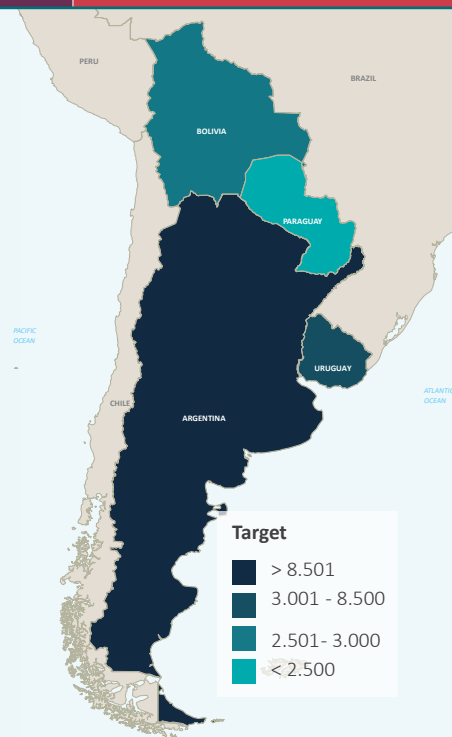 PERU
BRAZIL
BOLIVIA
PARAGUAY
PACIFIC
OCEAN
URUGUAY
ATLANTIC
OCEAN
CHILE
ARGENTINA
Target
> 8.501
3.001 - 8.500
2.501- 3.000
< 2.500